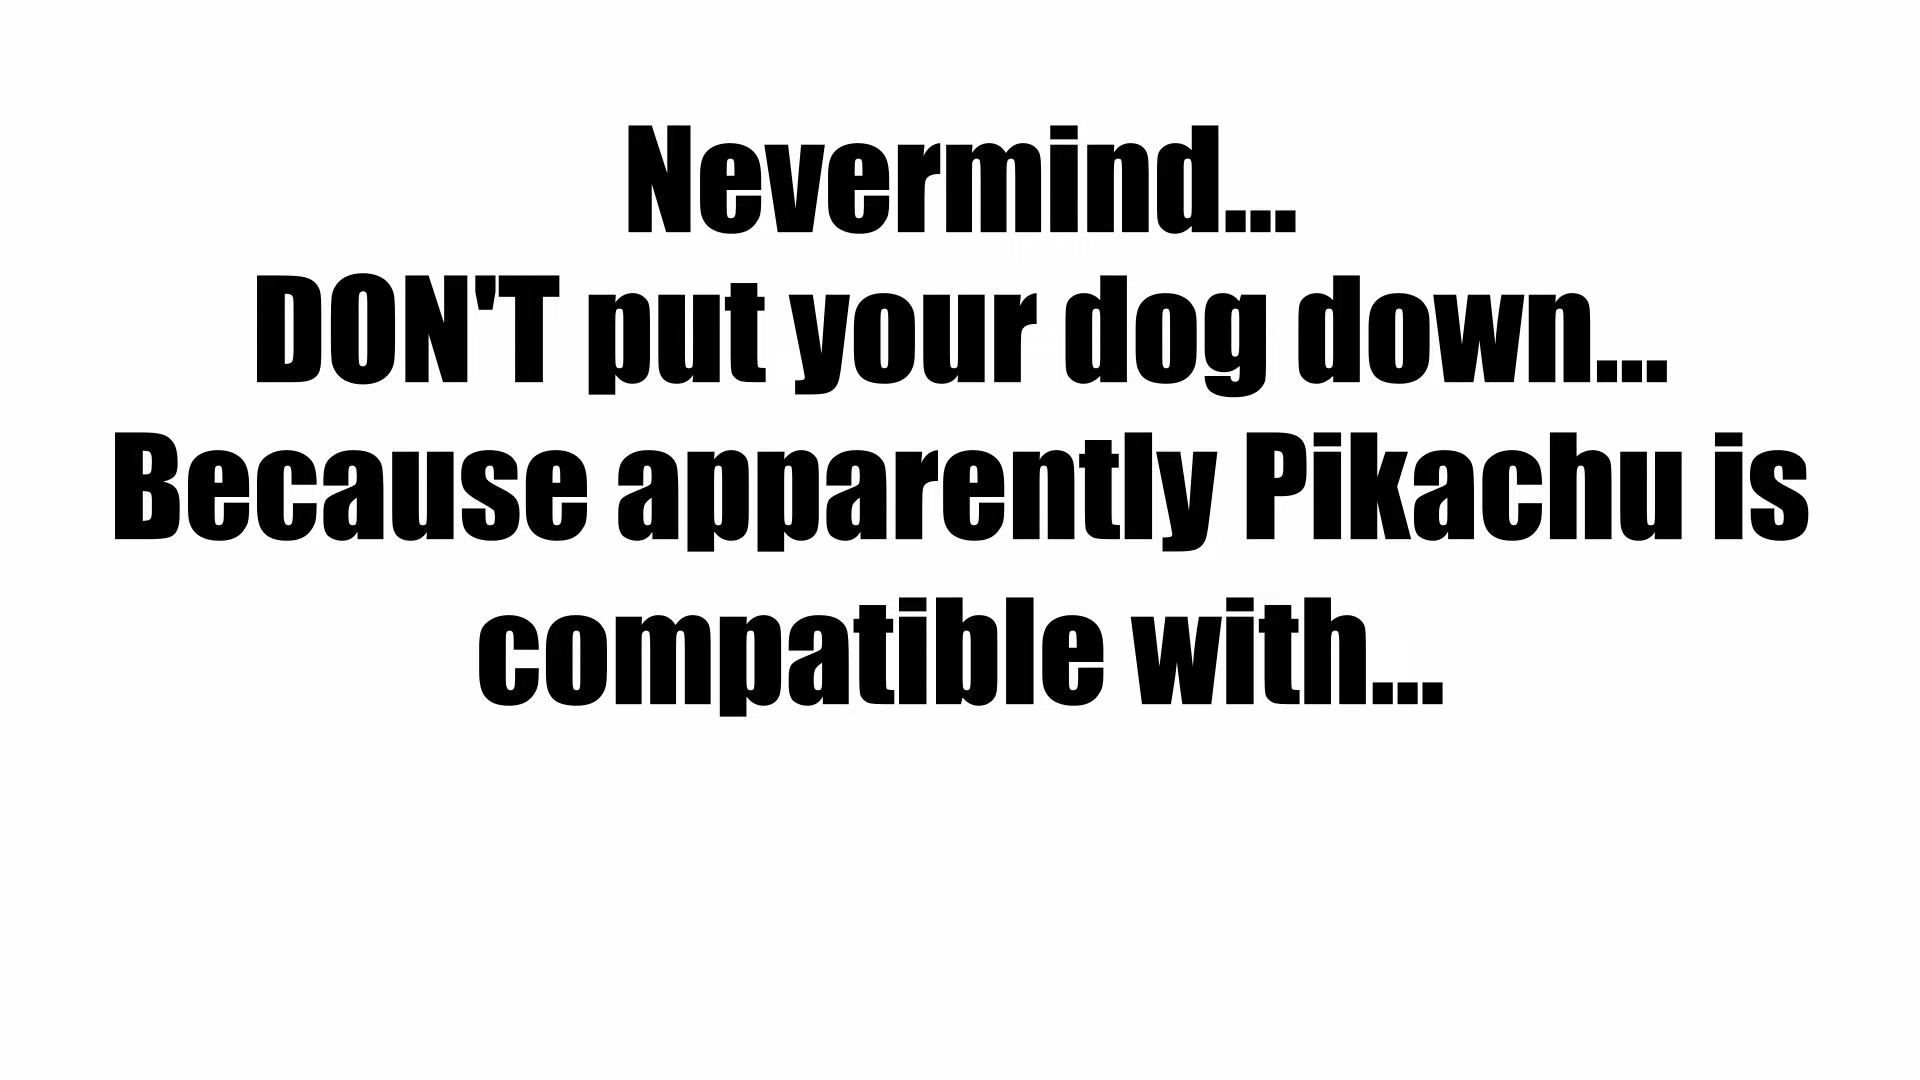 Nevermind...
DON'T put your dog down...
Because apparently Pikachu is
compatible with...